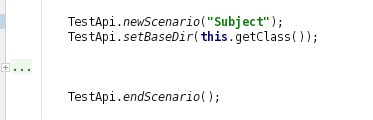 TestApi.newScenario("Subject");
TestApi.setBaseDir(this.getClass());
...
TestApi.endScenario();